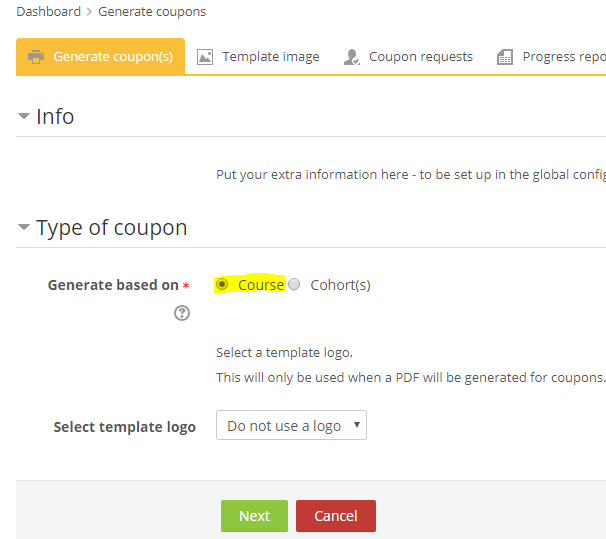 Dashboard > Generate coupons
Generate coupon(s) Template image Coupon requests Progress repo
Info
Put your extra information here - to be set up in the global config
Type of coupon
Generate based on * Course Cohort(s)
?
Select a template logo.
This will only be used when a PDF will be generated for coupons.
Select template logo Do not use a logo
Next Cancel